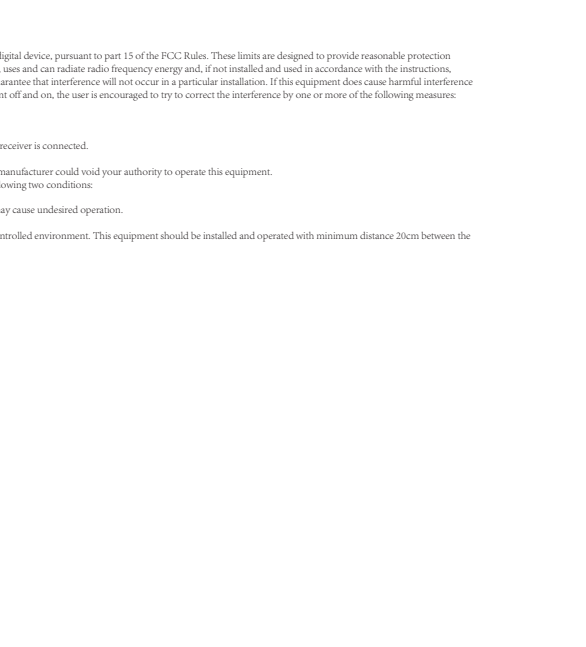 igital device, pursuant to part 15 of the FCC Rules. These limits are designed to provide reasonable protection
, uses and can radiate radio frequency energy and, if not installed and used in accordance with the instructions,
arantee that interference will not occur in a particular installation. If this equipment does cause harmful interference
nt off and on, the user is encouraged to try to correct the interference by one or more of the following measures:
receiver is connected.
manufacturer could void your authority to operate this equipment.
lowing two conditions:
ay cause undesired operation.
ntrolled environment. This equipment should be installed and operated with minimum distance 20cm between the